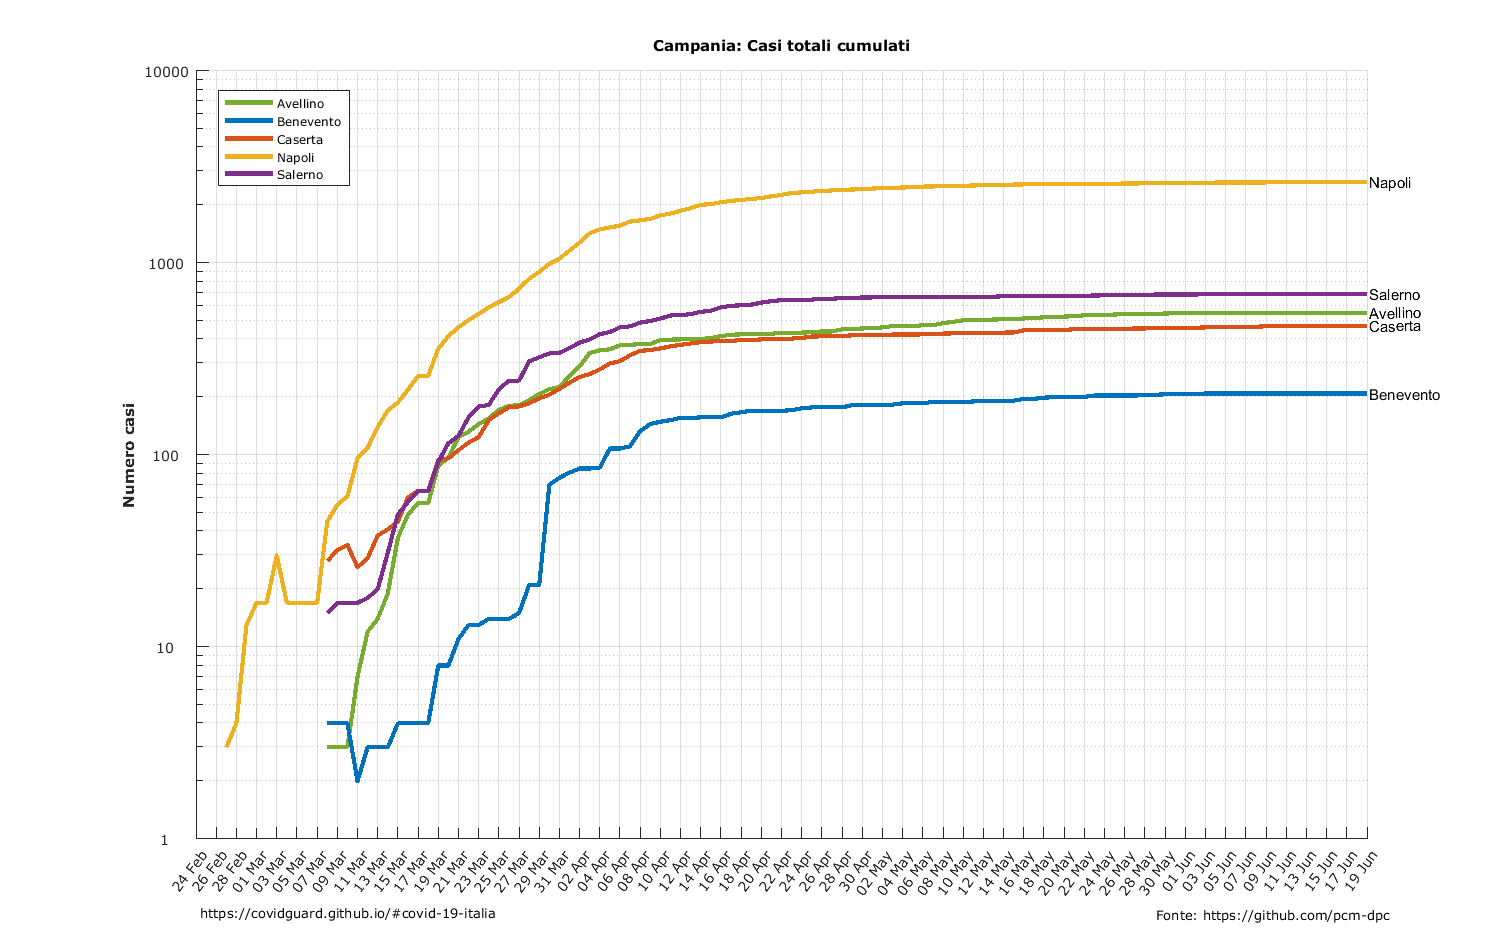 Campania: Casi totali cumulati
10000
1000
100
10
1
Numero casi
Avellino
Benevento
Caserta
Napoli
Salerno
Napoli
Salerno
Avellino
Caserta
Benevento
24 Feb
26 Feb
28 Feb
01 Mar
03 Mar
05 Mar
07 Mar
09 Mar
11 Mar
13 Mar
15 Mar
17 Mar
19 Mar
21 Mar
23 Mar
25 Mar
27 Mar
29 Mar
31 Mar
02 Apr
04 Apr
06 Apr
08 Apr
10 Apr
12 Apr
14 Apr
16 Apr
18 Apr
20 Apr
22 Apr
24 Apr
26 Apr
28 Apr
30 Apr
02 May
04 May
06 May
08 May
10 May
12 May
14 May
16 May
18 May
20 May
22 May
24 May
26 May
28 May
30 May
01 Jun
03 Jun
05 Jun
07 Jun
09 Jun
11 Jun
13 Jun
15 Jun
17 Jun
19 Jun
https://covidguard.github.io/#covid-19-italia
Fonte: https://github.com/pcm-dpc